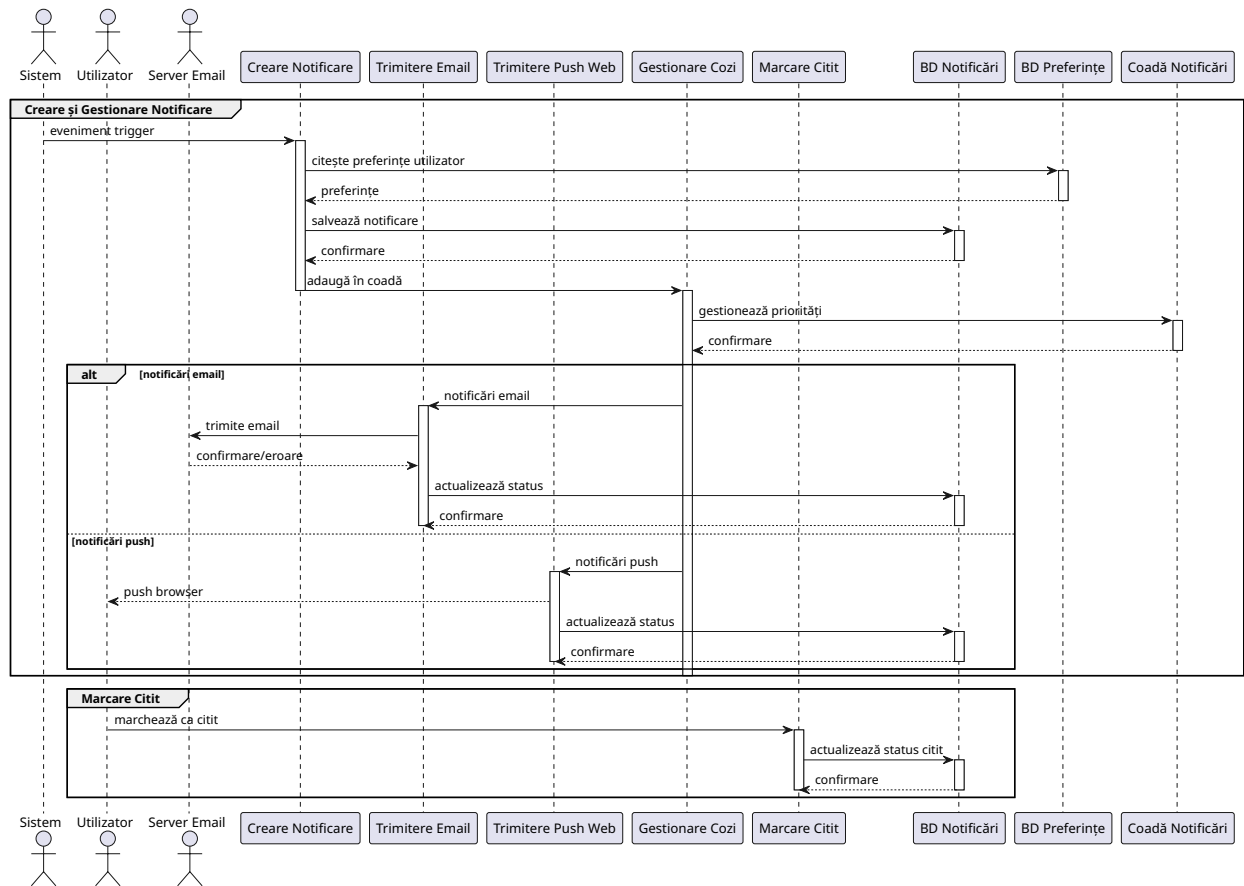 Sistem
Utilizator
Server Email
Creare Notificare
Trimitere Email
Trimitere Push Web
Gestionare Cozi
Marcare Citit
BD Notificări
BD Preferințe
Coadă Notificări
Creare și Gestionare Notificare
eveniment trigger
citește preferințe utilizator
preferințe
salvează notificare
confirmare
adaugă în coadă
gestionează priorități
confirmare
alt [notificări email]
notificări email
trimite email
confirmare/eroare
actualizează status
confirmare
[notificări push]
notificări push
push browser
actualizează status
confirmare
Marcare Citit
marchează ca citit
actualizează status citit
confirmare
Sistem
Utilizator
Server Email
Creare Notificare
Trimitere Email
Trimitere Push Web
Gestionare Cozi
Marcare Citit
BD Notificări
BD Preferințe
Coadă Notificări